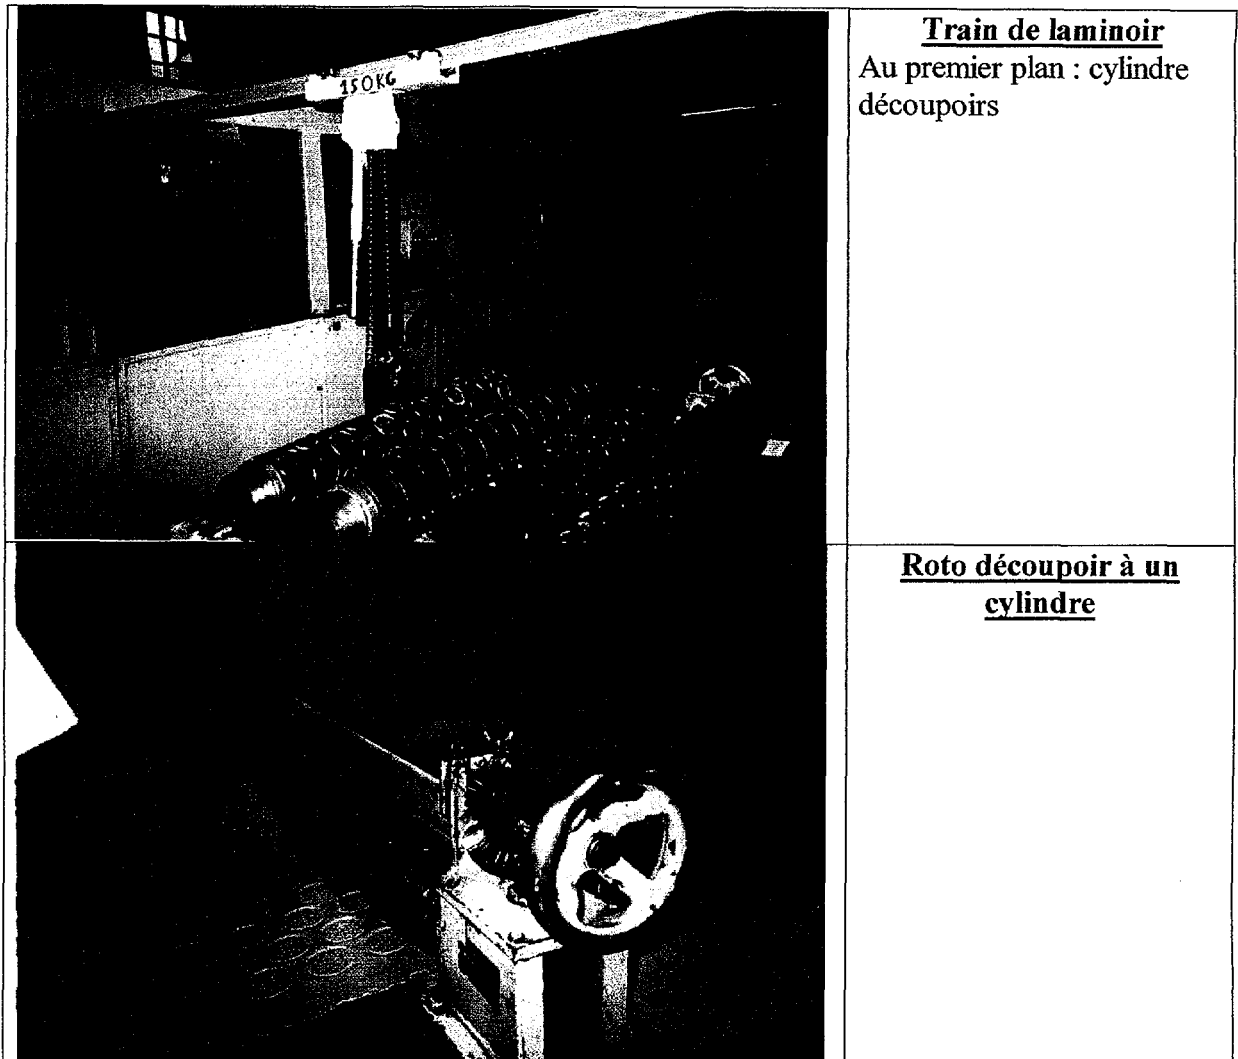 150KG
Train de laminoir
Au premier plan : cylindre
découpoirs
Roto découpoir à un
cylindre